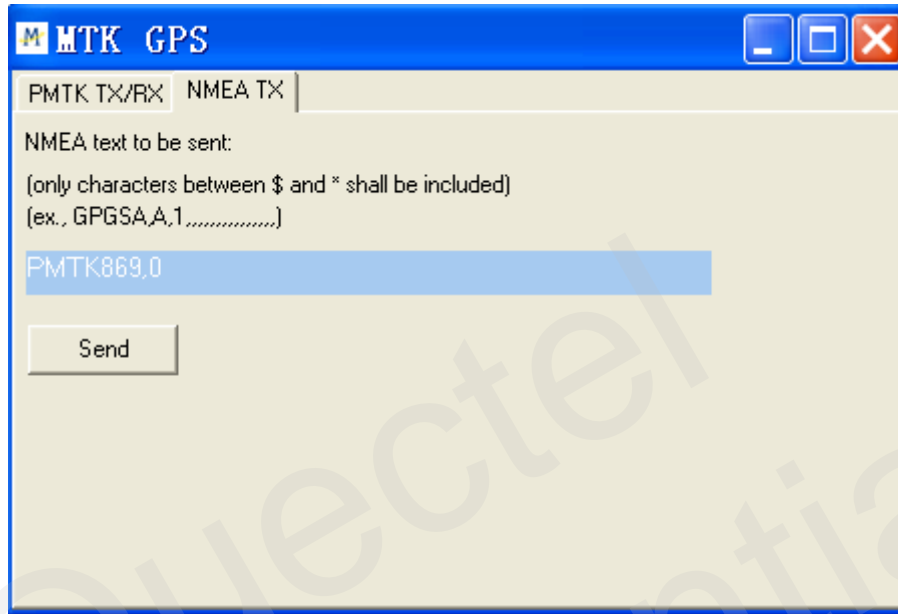 MTK GPS
PMTK TX/RX NMEA TX
NMEA text to be sent:
(only characters between $ and * shall be included)
(ex., GPGSA,A,1,,,,,,,,,,,,,,,)
PMTK869,0
Send
Quectel